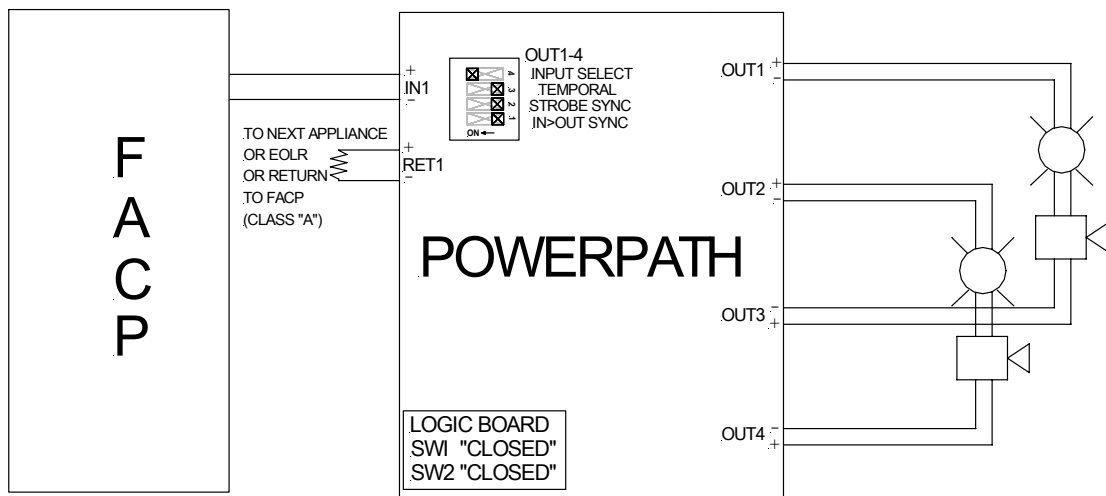 F
A
C
P
+
IN1
-
TO NEXT APPLIANCE
OR EOLR
OR RETURN
TO FACP
(CLASS "A")
+
RET1
-
OUT1-4
4 INPUT SELECT
3 TEMPORAL
2 STROBE SYNC
1 IN>OUT SYNC
ON
POWERPATH
LOGIC BOARD
SWI "CLOSED"
SW2 "CLOSED"
OUT1 +
-
OUT2 +
-
OUT3 -
+
OUT4 -
+